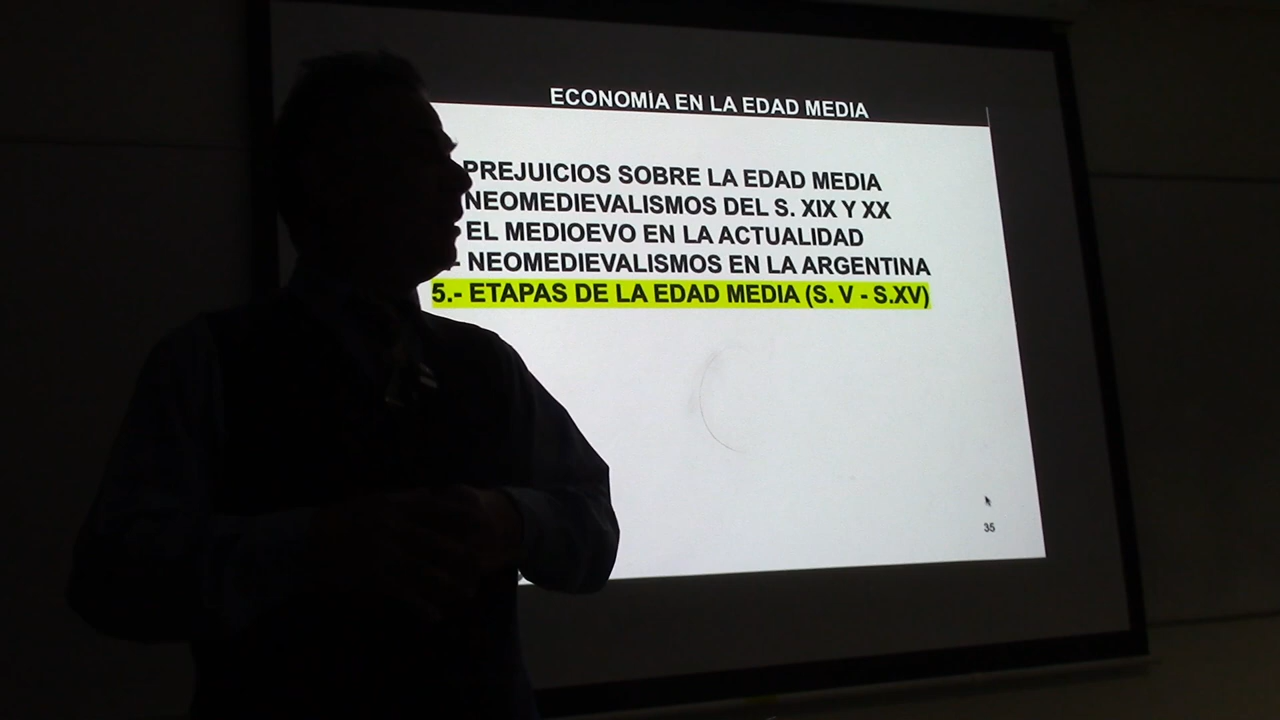 ECONOMÍA EN LA EDAD MEDIA
PREJUICIOS SOBRE LA EDAD MEDIA
NEOMEDIEVALISMOS DEL S. XIX Y XX
EL MEDIOEVO EN LA ACTUALIDAD
.- NEOMEDIEVALISMOS EN LA ARGENTINA
5.- ETAPAS DE LA EDAD MEDIA (S. V - S.XV)
35